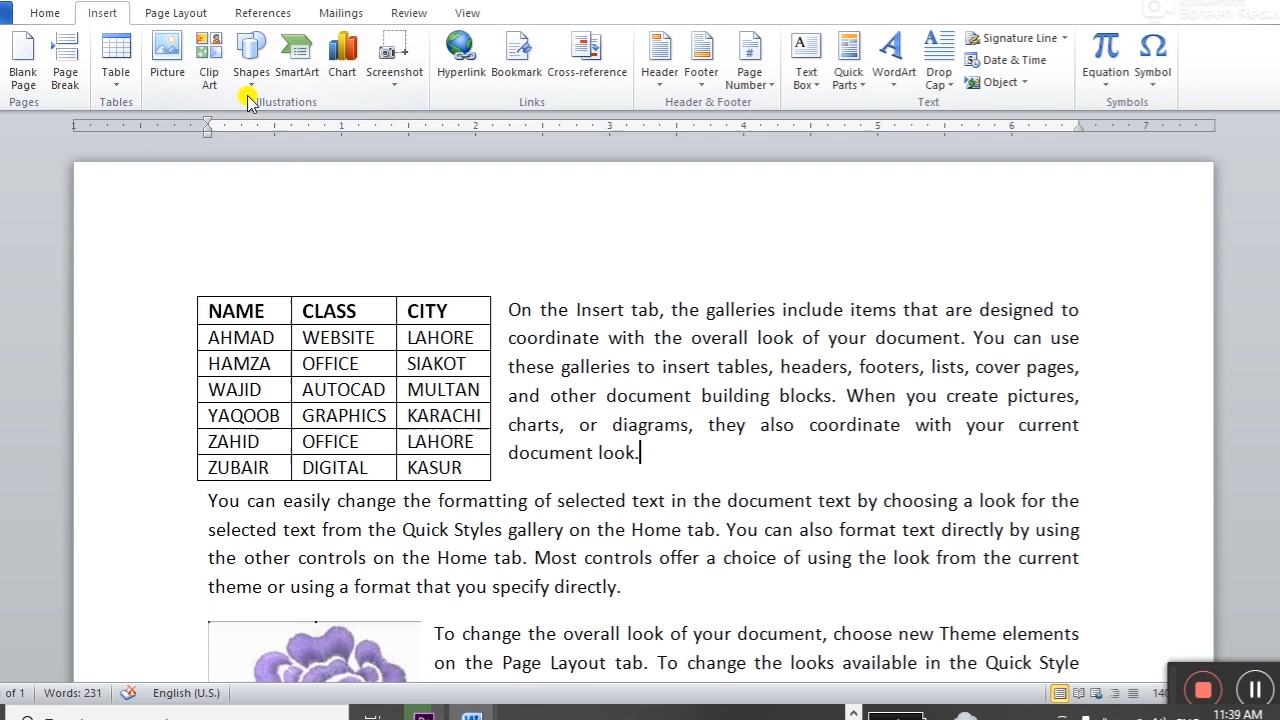 Home Insert Page Layout References Mailings Review View
Blank Page
Page Break
Table
Picture
Clip Art
Shapes
SmartArt
Chart
Screenshot
Hyperlink
Bookmark
Cross-reference
Header
Footer
Page Number
Text Box
Quick Parts
WordArt
Drop Cap
Signature Line
Date & Time
Object
Equation
Symbol
Pages Tables Illustrations Links Header & Footer Text Symbols
1 1 2 3 4 5 6 7
NAME CLASS CITY
AHMAD WEBSITE LAHORE
HAMZA OFFICE SIAKOT
WAJID AUTOCAD MULTAN
YAQOOB GRAPHICS KARACHI
ZAHID OFFICE LAHORE
ZUBAIR DIGITAL KASUR
On the Insert tab, the galleries include items that are designed to
coordinate with the overall look of your document. You can use
these galleries to insert tables, headers, footers, lists, cover pages,
and other document building blocks. When you create pictures,
charts, or diagrams, they also coordinate with your current
document look.
You can easily change the formatting of selected text in the document text by choosing a look for the
selected text from the Quick Styles gallery on the Home tab. You can also format text directly by using
the other controls on the Home tab. Most controls offer a choice of using the look from the current
theme or using a format that you specify directly.
To change the overall look of your document, choose new Theme elements
on the Page Layout tab. To change the looks available in the Quick Style
of 1 Words: 231 English (U.S.) 140
11:39 AM